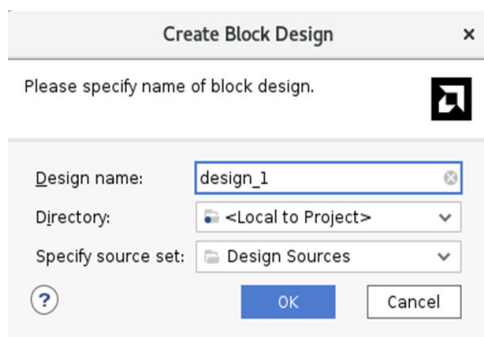 Create Block Design ×
Please specify name of block design.
Design name: design_1
Directory: <Local to Project>
Specify source set: Design Sources
? OK Cancel